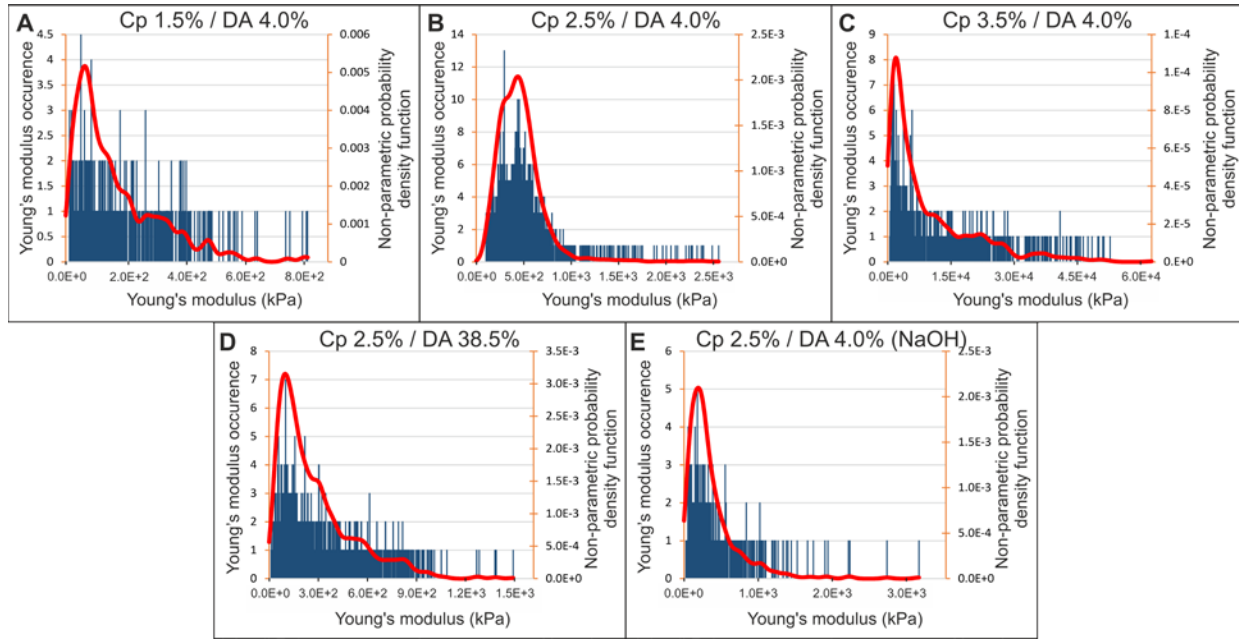 A Cp 1.5% / DA 4.0%
Young's modulus occurence
4.5
4
3.5
3
2.5
2
1.5
1
0.5
0
0.006
0.005
0.004
0.003
0.002
0.001
0
Non-parametric probability
density function
0.0E+0 2.0E+2 4.0E+2 6.0E+2 8.0E+2
Young's modulus (kPa)
B Cp 2.5% / DA 4.0%
Young's modulus occurence
14
12
10
8
6
4
2
0
2.5E-3
2.0E-3
1.5E-3
1.0E-3
5.0E-4
0.0E+0
Non-parametric probability
density function
0.0E+0 5.0E+2 1.0E+3 1.5E+3 2.0E+3 2.5E+3
Young's modulus (kPa)
C Cp 3.5% / DA 4.0%
Young's modulus occurence
9
8
7
6
5
4
3
2
1
0
1.E-4
1.E-4
8.E-5
6.E-5
4.E-5
2.E-5
0.E+0
Non-parametric probability
density function
0.0E+0 1.5E+4 3.0E+4 4.5E+4 6.0E+4
Young's modulus (kPa)
D Cp 2.5% / DA 38.5%
Young's modulus occurence
8
7
6
5
4
3
2
1
0
3.5E-3
3.0E-3
2.5E-3
2.0E-3
1.5E-3
1.0E-3
5.0E-4
0.0E+0
Non-parametric probability
density function
0.0E+0 3.0E+2 6.0E+2 9.0E+2 1.2E+3 1.5E+3
Young's modulus (kPa)
E Cp 2.5% / DA 4.0% (NaOH)
Young's modulus occurence
6
5
4
3
2
1
0
2.5E-3
2.0E-3
1.5E-3
1.0E-3
5.0E-4
0.0E+0
Non-parametric probability
density function
0.0E+0 1.0E+3 2.0E+3 3.0E+3
Young's modulus (kPa)